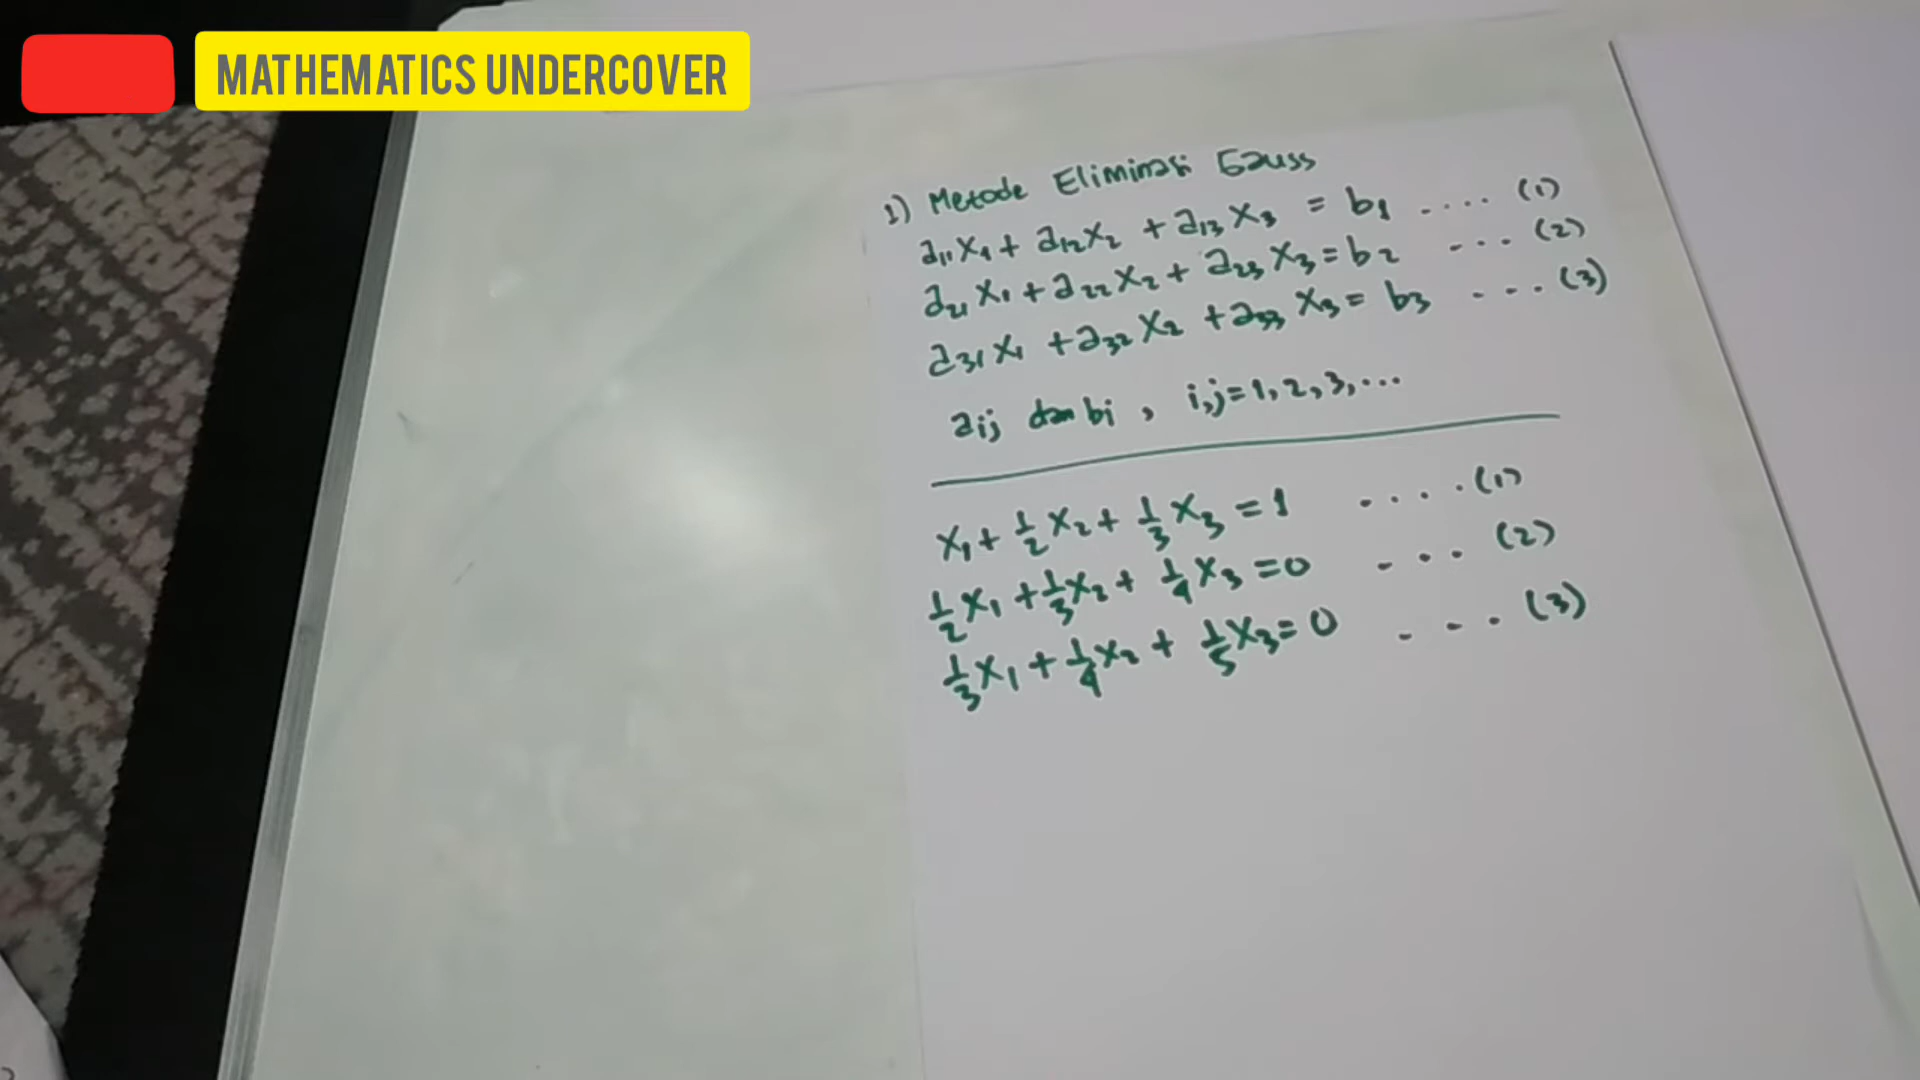 MATHEMATICS UNDERCOVER
1) Metode Eliminasi Gauss
a₁₁x₁ + a₁₂x₂ + a₁₃x₃ = b₁ .... (1)
a₂₁x₁ + a₂₂x₂ + a₂₃x₃ = b₂ ... (2)
a₃₁x₁ + a₃₂x₂ + a₃₃x₃ = b₃ ... (3)
aij dan bi , i,j=1,2,3,...
x₁ + 1/2 x₂ + 1/3 x₃ = 1 .... (1)
1/2 x₁ + 1/3 x₂ + 1/4 x₃ = 0 ... (2)
1/3 x₁ + 1/4 x₂ + 1/5 x₃ = 0 ... (3)